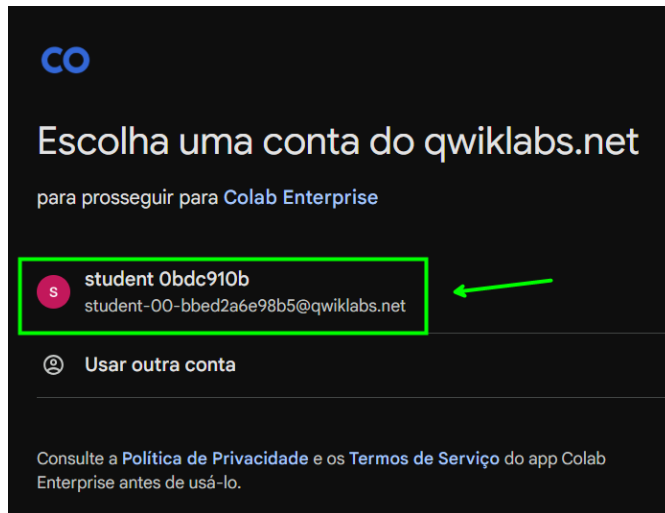 CO
Escolha uma conta do qwiklabs.net
para prosseguir para Colab Enterprise
S
student 0bdc910b
student-00-bbed2a6e98b5@qwiklabs.net
Usar outra conta
Consulte a Política de Privacidade e os Termos de Serviço do app Colab
Enterprise antes de usá-lo.